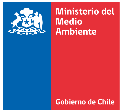 Ministerio del
Medio
Ambiente
Gobierno de Chile